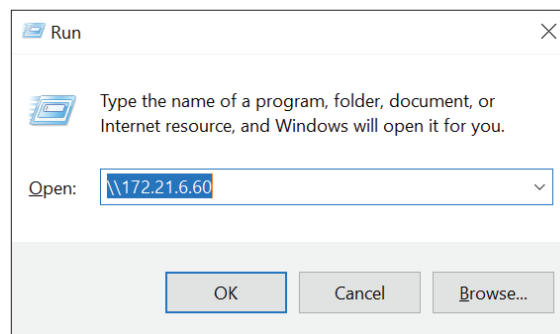 Run
Type the name of a program, folder, document, or
Internet resource, and Windows will open it for you.
Open: \\172.21.6.60
OK Cancel Browse...